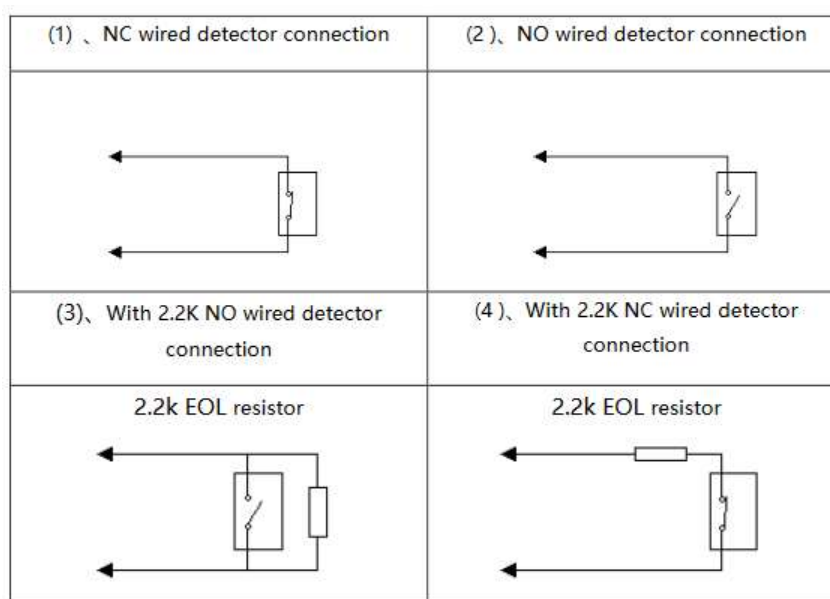 (1) 、NC wired detector connection
(2 )、NO wired detector connection
(3)、With 2.2K NO wired detector
connection
(4 )、With 2.2K NC wired detector
connection
2.2k EOL resistor
2.2k EOL resistor